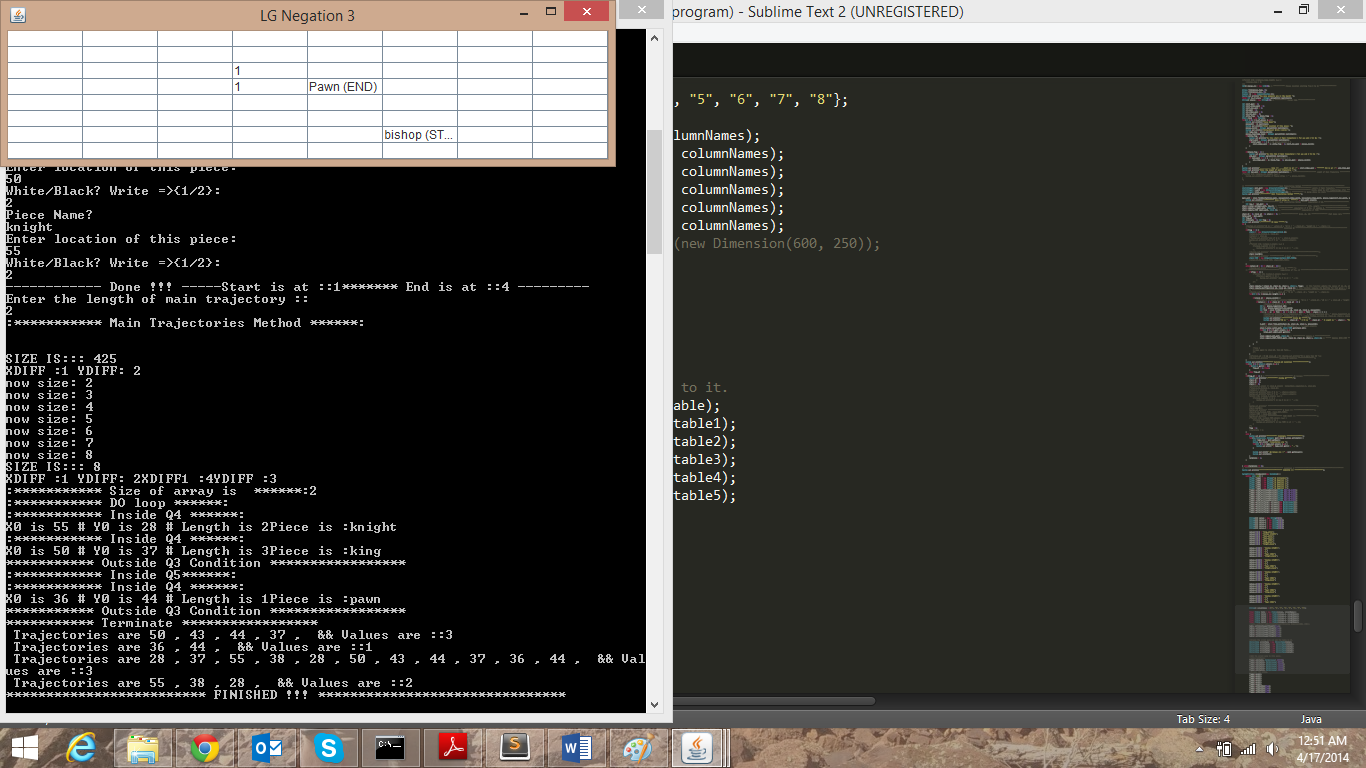 LG Negation 3
program) - Sublime Text 2 (UNREGISTERED)
1
1 Pawn (END)
bishop (ST...
Enter location of this piece:
50
White/Black? Write =>{1/2}:
2
Piece Name?
knight
Enter location of this piece:
55
White/Black? Write =>{1/2}:
2
------------ Done !!! -----Start is at ::1******* End is at ::4 ---------
Enter the length of main trajectory ::
2
:*********** Main Trajectories Method ******:
SIZE IS::: 425
XDIFF :1 YDIFF: 2
now size: 2
now size: 3
now size: 4
now size: 5
now size: 6
now size: 7
now size: 8
SIZE IS::: 8
XDIFF :1 YDIFF: 2XDIFF1 :4YDIFF :3
:*********** Size of array is  ******:2
:*********** DO loop ******:
:*********** Inside Q4 ******:
X0 is 55 # Y0 is 28 # Length is 2Piece is :knight
:*********** Inside Q4 ******:
X0 is 50 # Y0 is 37 # Length is 3Piece is :king
*********** Outside Q3 Condition *****************
:*********** Inside Q5******:
:*********** Inside Q4 ******:
X0 is 36 # Y0 is 44 # Length is 1Piece is :pawn
*********** Outside Q3 Condition *****************
*********** Terminate *****************
Trajectories are 50 , 43 , 44 , 37 ,  && Values are ::3
Trajectories are 36 , 44 ,  && Values are ::1
Trajectories are 28 , 37 , 55 , 38 , 28 , 50 , 43 , 44 , 37 , 36 , 44 ,  && Val
ues are ::3
Trajectories are 55 , 38 , 28 ,  && Values are ::2
************************* FINISHED !!! *******************************
, "5", "6", "7", "8"};
lumnNames);
columnNames);
columnNames);
columnNames);
columnNames);
columnNames);
(new Dimension(600, 250));
to it.
able);
table1);
table2);
table3);
table4);
table5);
Tab Size: 4 Java
12:51 AM
4/17/2014